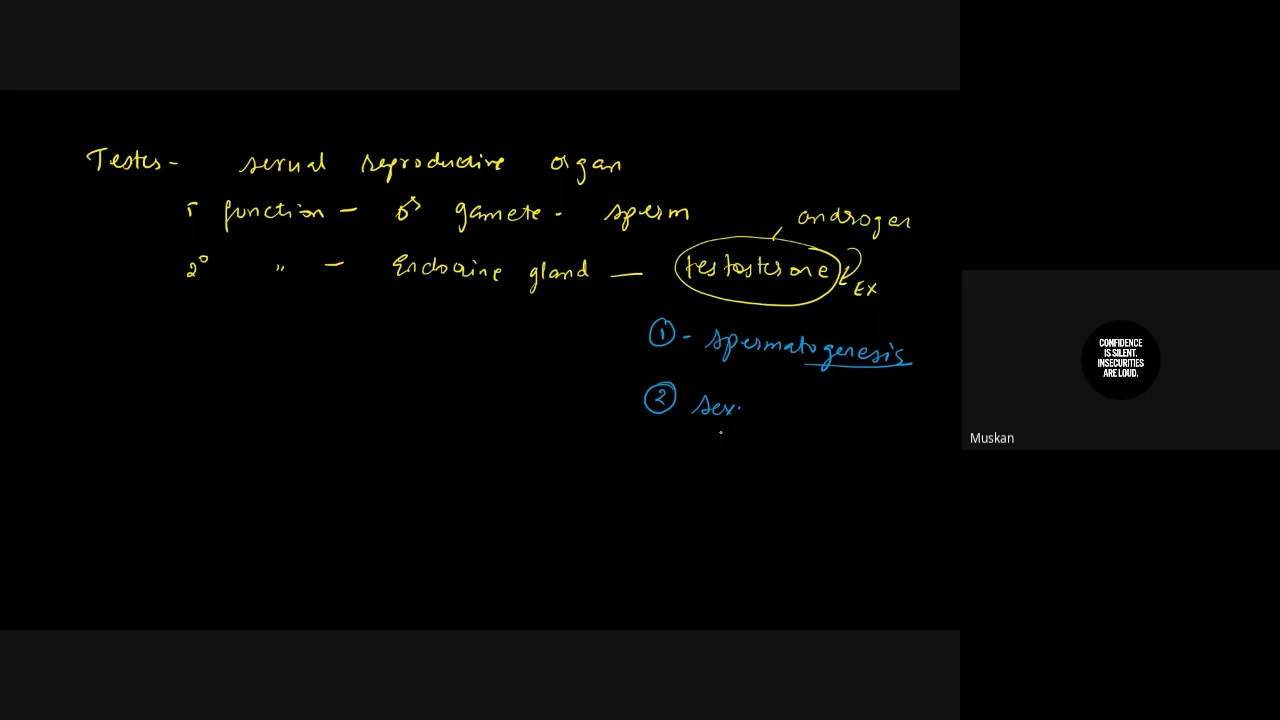 Testes - sexual reproductive organ
1° function - ♂ gamete - sperm
androgen
2° " - Endocrine gland - testosterone
EX
① - spermatogenesis
② sex.
CONFIDENCE
IS SILENT.
INSECURITIES
ARE LOUD.
Muskan